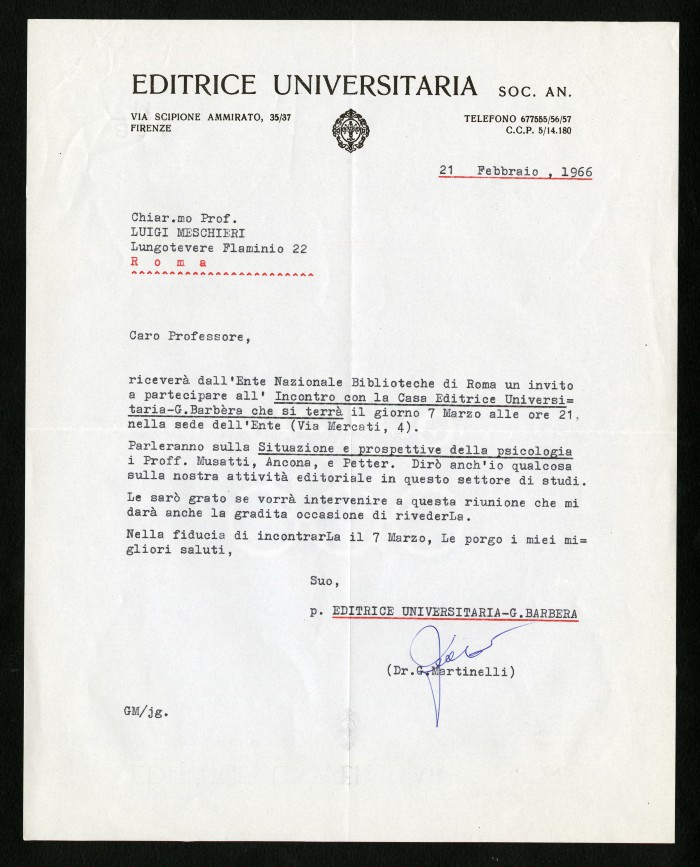 EDITRICE UNIVERSITARIA SOC. AN.
VIA SCIPIONE AMMIRATO, 35/37
FIRENZE
TELEFONO 677555/56/57
C.C.P. 5/14.180
21 Febbraio , 1966
Chiar.mo Prof.
LUIGI MESCHIERI
Lungotevere Flaminio 22
R o m a
Caro Professore,
riceverà dall'Ente Nazionale Biblioteche di Roma un invito
a partecipare all' Incontro con la Casa Editrice Universi=
taria-G.Barbèra che si terrà il giorno 7 Marzo alle ore 21,
nella sede dell'Ente (Via Mercati, 4).
Parleranno sulla Situazione e prospettive della psicologia
i Proff. Musatti, Ancona, e Petter. Dirò anch'io qualcosa
sulla nostra attività editoriale in questo settore di studi.
Le sarò grato se vorrà intervenire a questa riunione che mi
darà anche la gradita occasione di rivederLa.
Nella fiducia di incontrarLa il 7 Marzo, Le porgo i miei mi=
gliori saluti,
Suo,
p. EDITRICE UNIVERSITARIA-G.BARBERA
(Dr.G.Martinelli)
GM/jg.